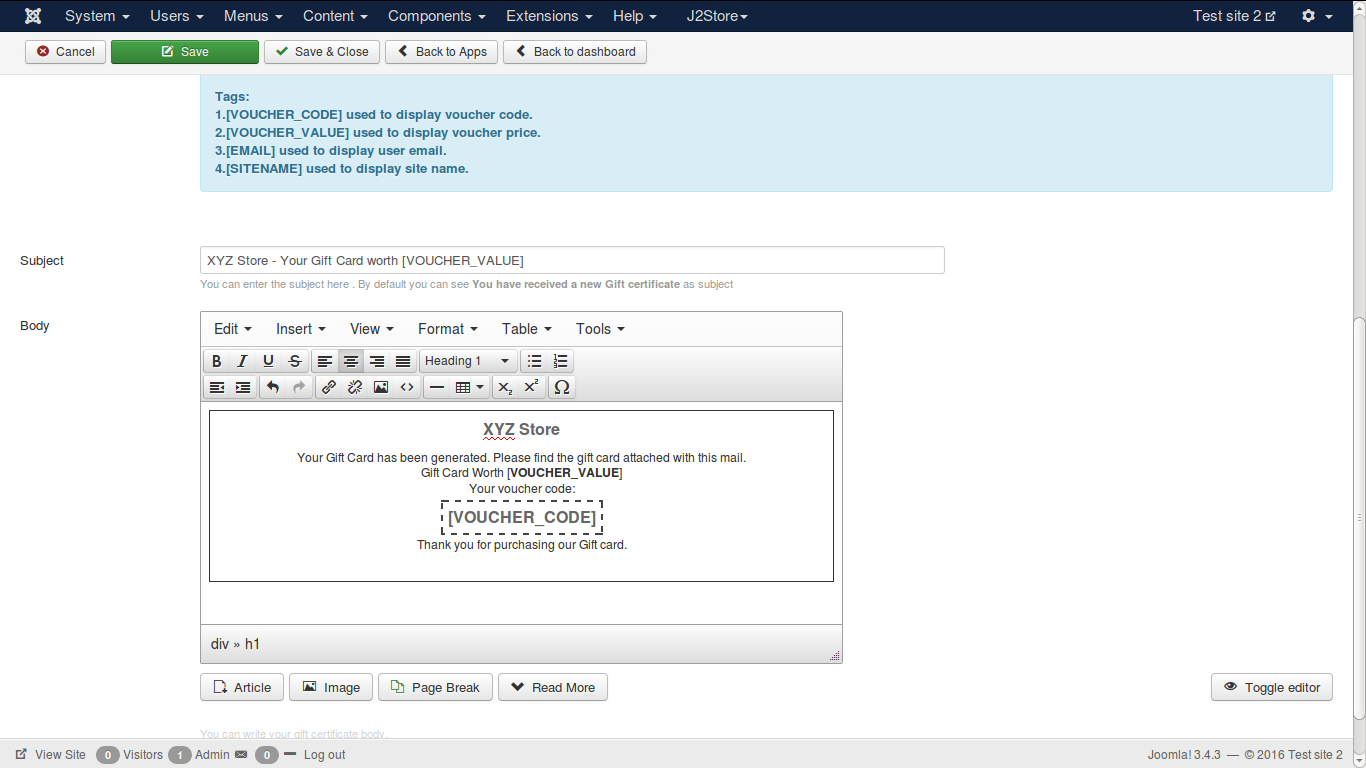 System Users Menus Content Components Extensions Help J2Store Test site 2
Cancel Save Save & Close Back to Apps Back to dashboard
Tags:
1.[VOUCHER_CODE] used to display voucher code.
2.[VOUCHER_VALUE] used to display voucher price.
3.[EMAIL] used to display user email.
4.[SITENAME] used to display site name.
Subject XYZ Store - Your Gift Card worth [VOUCHER_VALUE]
You can enter the subject here . By default you can see You have received a new Gift certificate as subject
Body
Edit Insert View Format Table Tools
B I U S Heading 1
X2 X2 Ω
XYZ Store
Your Gift Card has been generated. Please find the gift card attached with this mail.
Gift Card Worth [VOUCHER_VALUE]
Your voucher code:
[VOUCHER_CODE]
Thank you for purchasing our Gift card.
div » h1
Article Image Page Break Read More Toggle editor
You can write your gift certificate body.
View Site 0 Visitors 1 Admin 0 Log out Joomla! 3.4.3 — © 2016 Test site 2